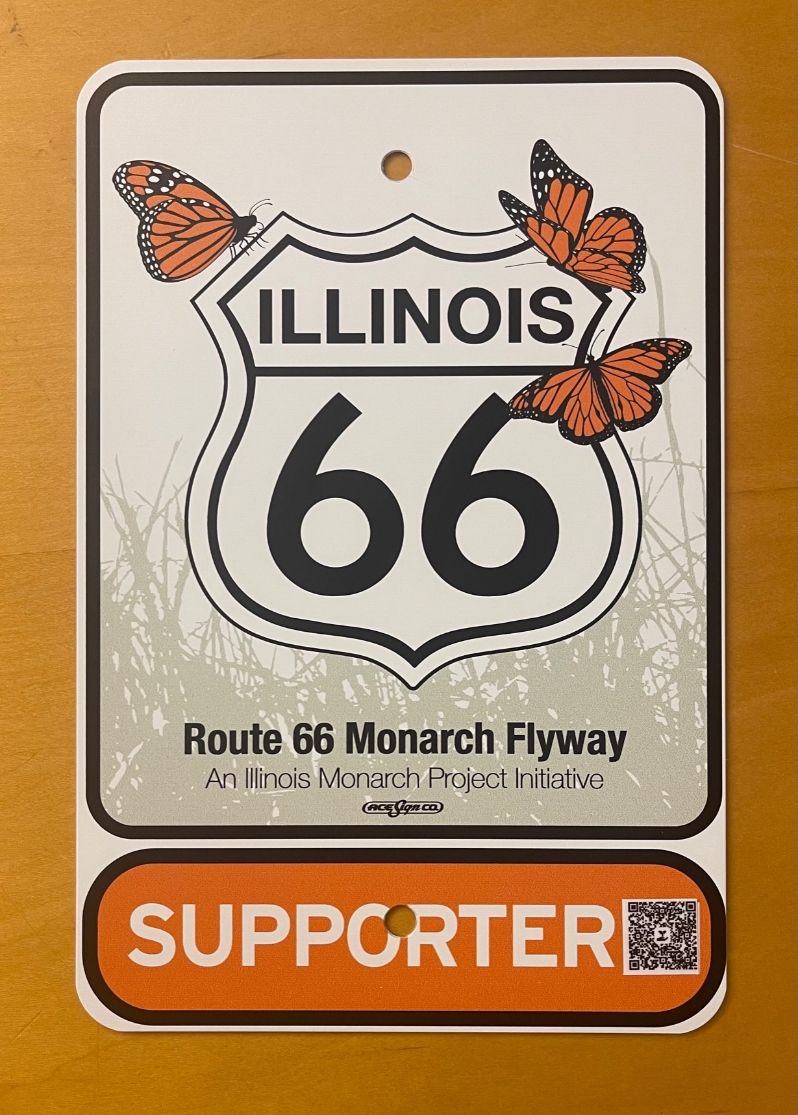 ILLINOIS
66
Route 66 Monarch Flyway
An Illinois Monarch Project Initiative
ACE Sign CO.
SUPPORTER